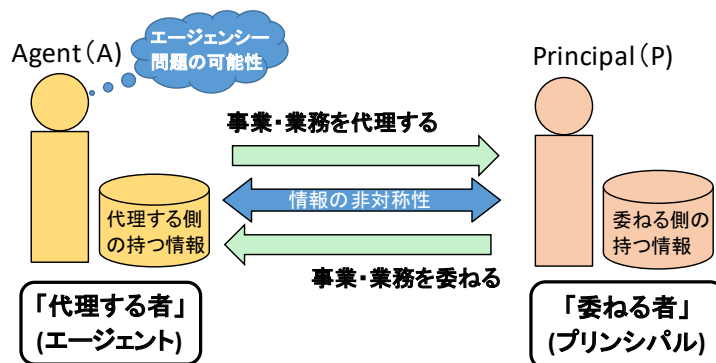 エージェンシー
問題の可能性
Agent(A)
Principal(P)
事業・業務を代理する
情報の非対称性
代理する側
の持つ情報
委ねる側の
持つ情報
事業・業務を委ねる
「代理する者」
(エージェント)
「委ねる者」
(プリンシパル)